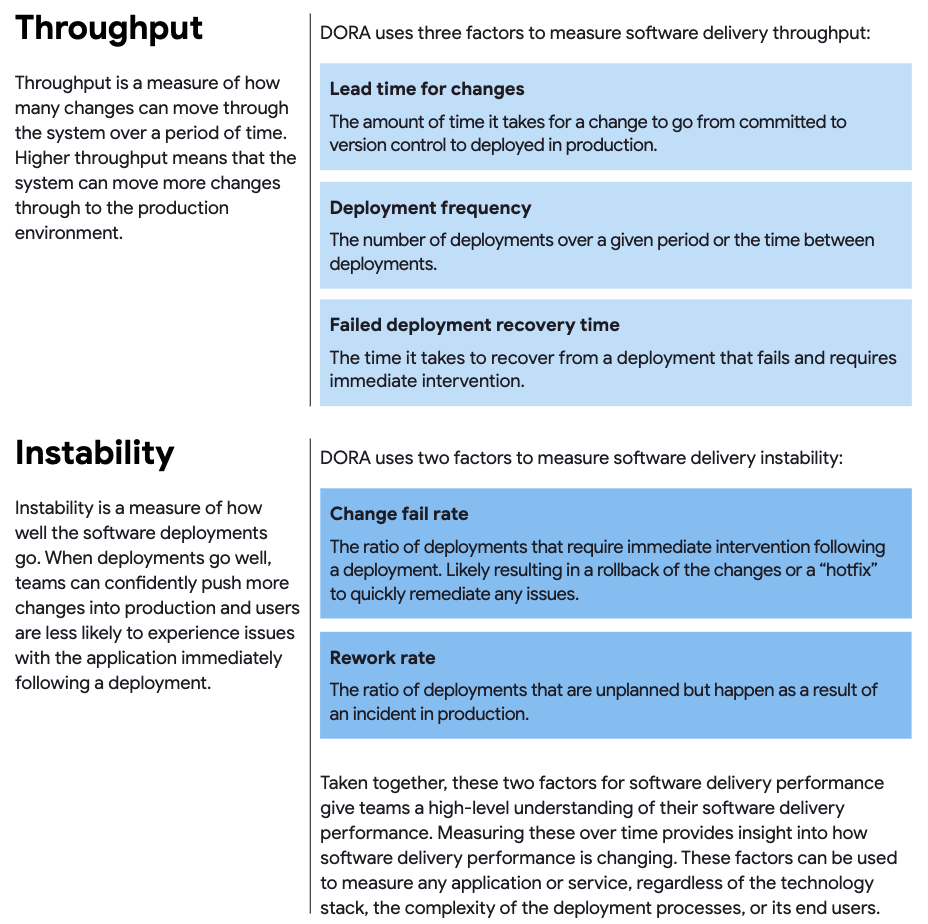 Throughput
Throughput is a measure of how
many changes can move through
the system over a period of time.
Higher throughput means that the
system can move more changes
through to the production
environment.
DORA uses three factors to measure software delivery throughput:
Lead time for changes
The amount of time it takes for a change to go from committed to
version control to deployed in production.
Deployment frequency
The number of deployments over a given period or the time between
deployments.
Failed deployment recovery time
The time it takes to recover from a deployment that fails and requires
immediate intervention.
Instability
Instability is a measure of how
well the software deployments
go. When deployments go well,
teams can confidently push more
changes into production and users
are less likely to experience issues
with the application immediately
following a deployment.
DORA uses two factors to measure software delivery instability:
Change fail rate
The ratio of deployments that require immediate intervention following
a deployment. Likely resulting in a rollback of the changes or a “hotfix”
to quickly remediate any issues.
Rework rate
The ratio of deployments that are unplanned but happen as a result of
an incident in production.
Taken together, these two factors for software delivery performance
give teams a high-level understanding of their software delivery
performance. Measuring these over time provides insight into how
software delivery performance is changing. These factors can be used
to measure any application or service, regardless of the technology
stack, the complexity of the deployment processes, or its end users.